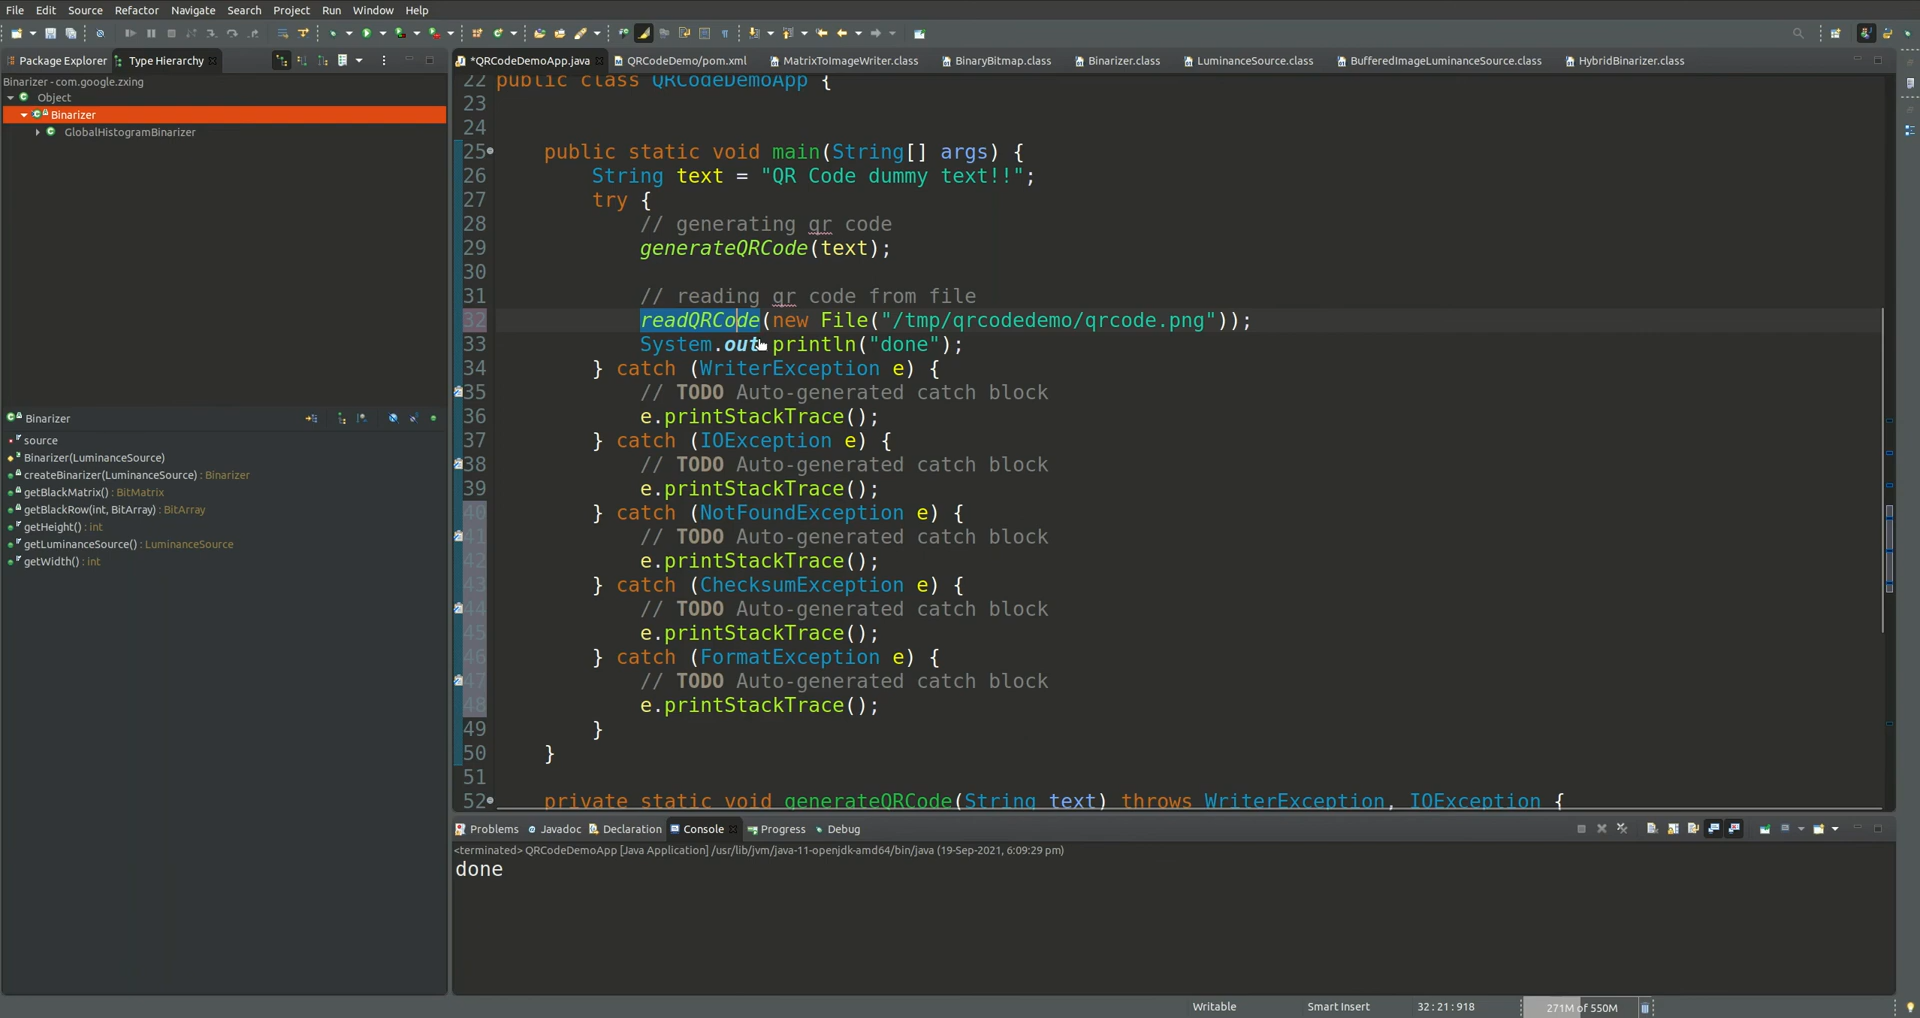 File Edit Source Refactor Navigate Search Project Run Window Help
Package Explorer Type Hierarchy
*QRCodeDemoApp.java QRCodeDemo/pom.xml MatrixToImageWriter.class BinaryBitmap.class Binarizer.class LuminanceSource.class BufferedImageLuminanceSource.class HybridBinarizer.class
Binarizer - com.google.zxing
Object
Binarizer
GlobalHistogramBinarizer
Binarizer
source
Binarizer(LuminanceSource)
createBinarizer(LuminanceSource) : Binarizer
getBlackMatrix() : BitMatrix
getBlackRow(int, BitArray) : BitArray
getHeight() : int
getLuminanceSource() : LuminanceSource
getWidth() : int
22 public class QRCodeDemoApp {
23
24
25 public static void main(String[] args) {
26 String text = "QR Code dummy text!!";
27 try {
28 // generating qr code
29 generateQRCode(text);
30
31 // reading qr code from file
32 readQRCode(new File("/tmp/qrcodedemo/qrcode.png"));
33 System.out println("done");
34 } catch (WriterException e) {
35 // TODO Auto-generated catch block
36 e.printStackTrace();
37 } catch (IOException e) {
38 // TODO Auto-generated catch block
39 e.printStackTrace();
40 } catch (NotFoundException e) {
41 // TODO Auto-generated catch block
42 e.printStackTrace();
43 } catch (ChecksumException e) {
44 // TODO Auto-generated catch block
45 e.printStackTrace();
46 } catch (FormatException e) {
47 // TODO Auto-generated catch block
48 e.printStackTrace();
49 }
50 }
51
52 private static void generateQRCode(String text) throws WriterException, IOException {
Problems Javadoc Declaration Console Progress Debug
<terminated> QRCodeDemoApp [Java Application] /usr/lib/jvm/java-11-openjdk-amd64/bin/java (19-Sep-2021, 6:09:29 pm)
done
Writable Smart Insert 32:21:918 271M of 550M